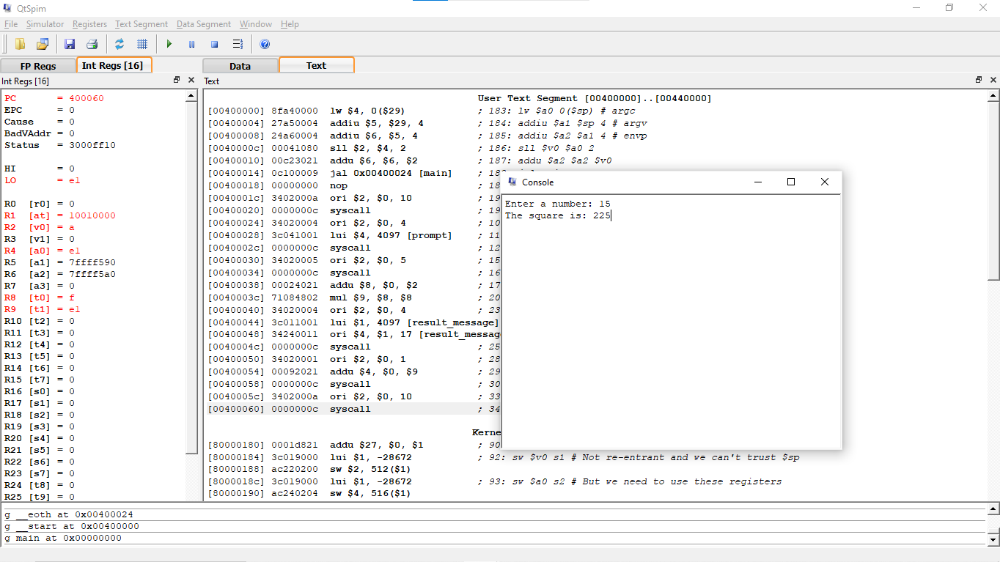 QtSpim
File Simulator Registers Text Segment Data Segment Window Help
FP Regs Int Regs [16] Data Text
Int Regs [16]
PC = 400060
EPC = 0
Cause = 0
BadVAddr = 0
Status = 3000ff10
HI = 0
LO = e1
R0 [r0] = 0
R1 [at] = 10010000
R2 [v0] = a
R3 [v1] = 0
R4 [a0] = e1
R5 [a1] = 7ffff590
R6 [a2] = 7ffff5a0
R7 [a3] = 0
R8 [t0] = f
R9 [t1] = e1
R10 [t2] = 0
R11 [t3] = 0
R12 [t4] = 0
R13 [t5] = 0
R14 [t6] = 0
R15 [t7] = 0
R16 [s0] = 0
R17 [s1] = 0
R18 [s2] = 0
R19 [s3] = 0
R20 [s4] = 0
R21 [s5] = 0
R22 [s6] = 0
R23 [s7] = 0
R24 [t8] = 0
R25 [t9] = 0
Text
User Text Segment [00400000]..[00440000]
[00400000] 8fa40000 lw $4, 0($29) ; 183: lw $a0 0($sp) # argc
[00400004] 27a50004 addiu $5, $29, 4 ; 184: addiu $a1 $sp 4 # argv
[00400008] 24a60004 addiu $6, $5, 4 ; 185: addiu $a2 $a1 4 # envp
[0040000c] 00041080 sll $2, $4, 2 ; 186: sll $v0 $a0 2
[00400010] 00c23021 addu $6, $6, $2 ; 187: addu $a2 $a2 $v0
[00400014] 0c100009 jal 0x00400024 [main] ; 18
[00400018] 00000000 nop ; 18
[0040001c] 3402000a ori $2, $0, 10 ; 19
[00400020] 0000000c syscall ; 19
[00400024] 34020004 ori $2, $0, 4 ; 10
[00400028] 3c041001 lui $4, 4097 [prompt] ; 11
[0040002c] 0000000c syscall ; 12
[00400030] 34020005 ori $2, $0, 5 ; 15
[00400034] 0000000c syscall ; 16
[00400038] 00024021 addu $8, $0, $2 ; 17
[0040003c] 71084802 mul $9, $8, $8 ; 20
[00400040] 34020004 ori $2, $0, 4 ; 23
[00400044] 3c011001 lui $1, 4097 [result_message]
[00400048] 34240011 ori $4, $1, 17 [result_messag
[0040004c] 0000000c syscall ; 25
[00400050] 34020001 ori $2, $0, 1 ; 28
[00400054] 00092021 addu $4, $0, $9 ; 29
[00400058] 0000000c syscall ; 30
[0040005c] 3402000a ori $2, $0, 10 ; 33
[00400060] 0000000c syscall ; 34
Kerne
[80000180] 0001d821 addu $27, $0, $1 ; 90
[80000184] 3c019000 lui $1, -28672 ; 92: sw $v0 s1 # Not re-entrant and we can't trust $sp
[80000188] ac220200 sw $2, 512($1)
[8000018c] 3c019000 lui $1, -28672 ; 93: sw $a0 s2 # But we need to use these registers
[80000190] ac240204 sw $4, 516($1)
Console
Enter a number: 15
The square is: 225
g __eoth at 0x00400024
g __start at 0x00400000
g main at 0x00000000